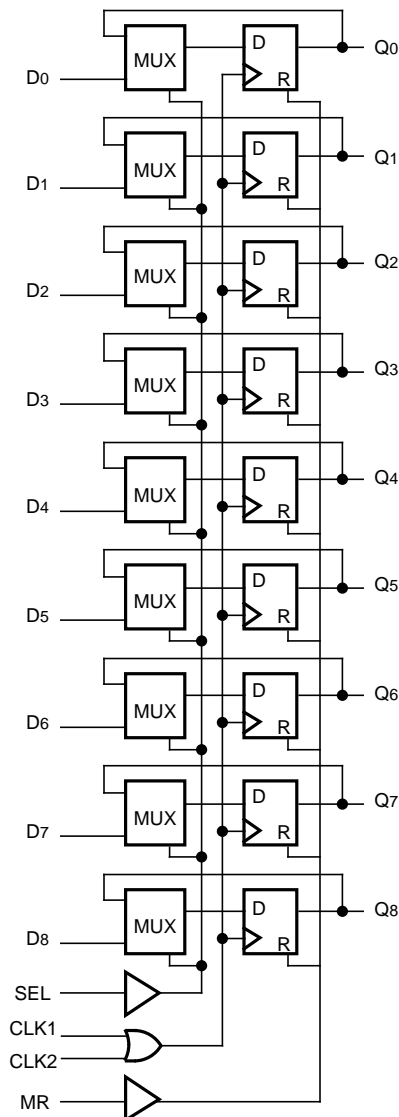 MUX D Q0
D0 R
MUX D Q1
D1 R
MUX D Q2
D2 R
MUX D Q3
D3 R
MUX D Q4
D4 R
MUX D Q5
D5 R
MUX D Q6
D6 R
MUX D Q7
D7 R
MUX D Q8
D8 R
SEL
CLK1
CLK2
MR